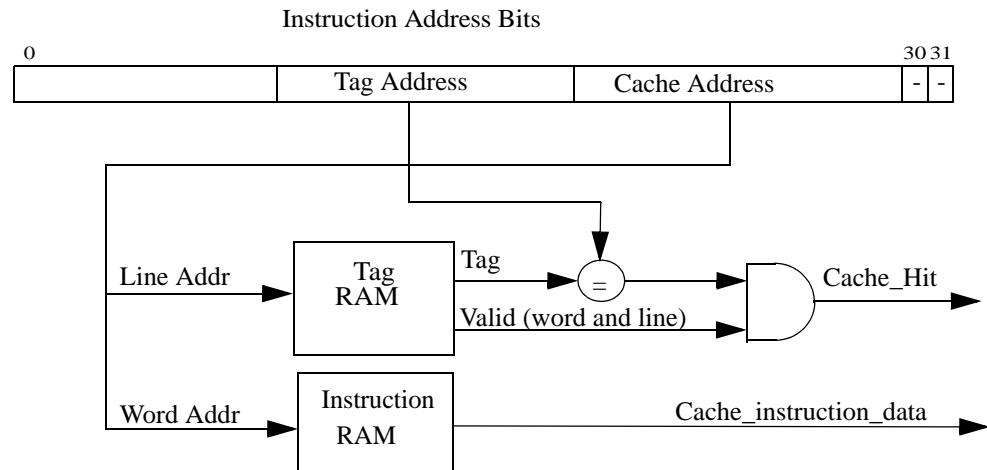 Instruction Address Bits
0 30 31
Tag Address Cache Address - -
Line Addr
Tag
RAM
Tag
=
Valid (word and line)
Cache_Hit
Word Addr
Instruction
RAM
Cache_instruction_data